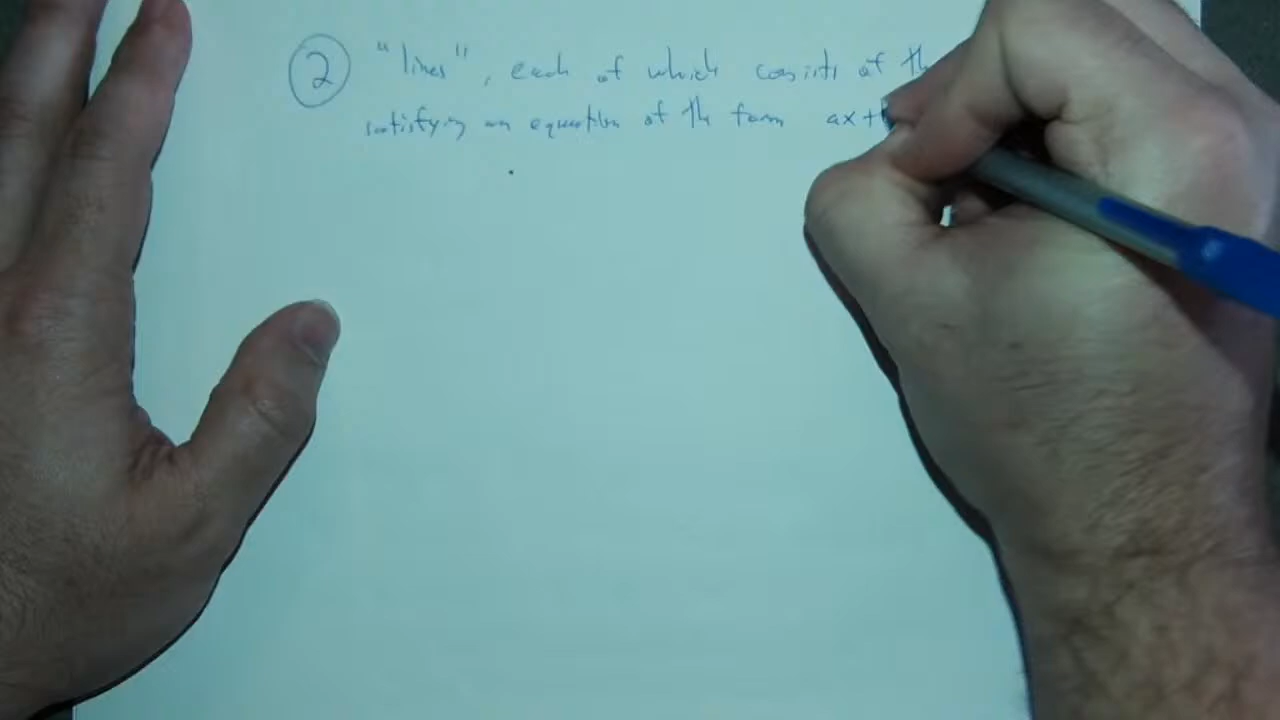 ② "lines", each of which consists of th
satisfying an equation of the form ax+